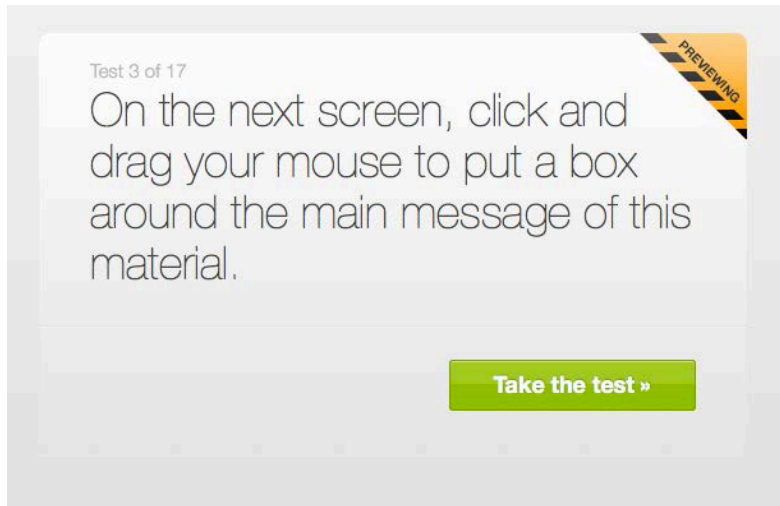 Test 3 of 17
PREVIEWING
On the next screen, click and
drag your mouse to put a box
around the main message of this
material.
Take the test »